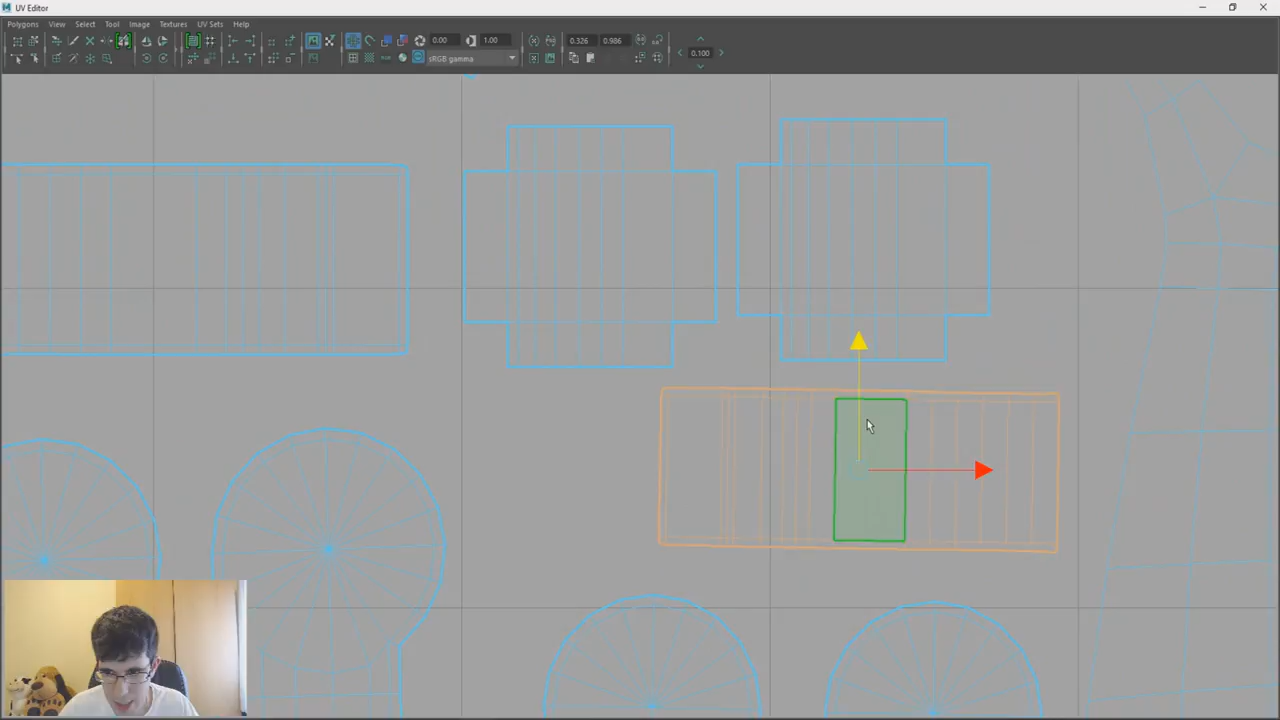 UV Editor
Polygons View Select Tool Image Textures UV Sets Help
0.00 1.00 0.326 0.986
sRGB gamma 0.100